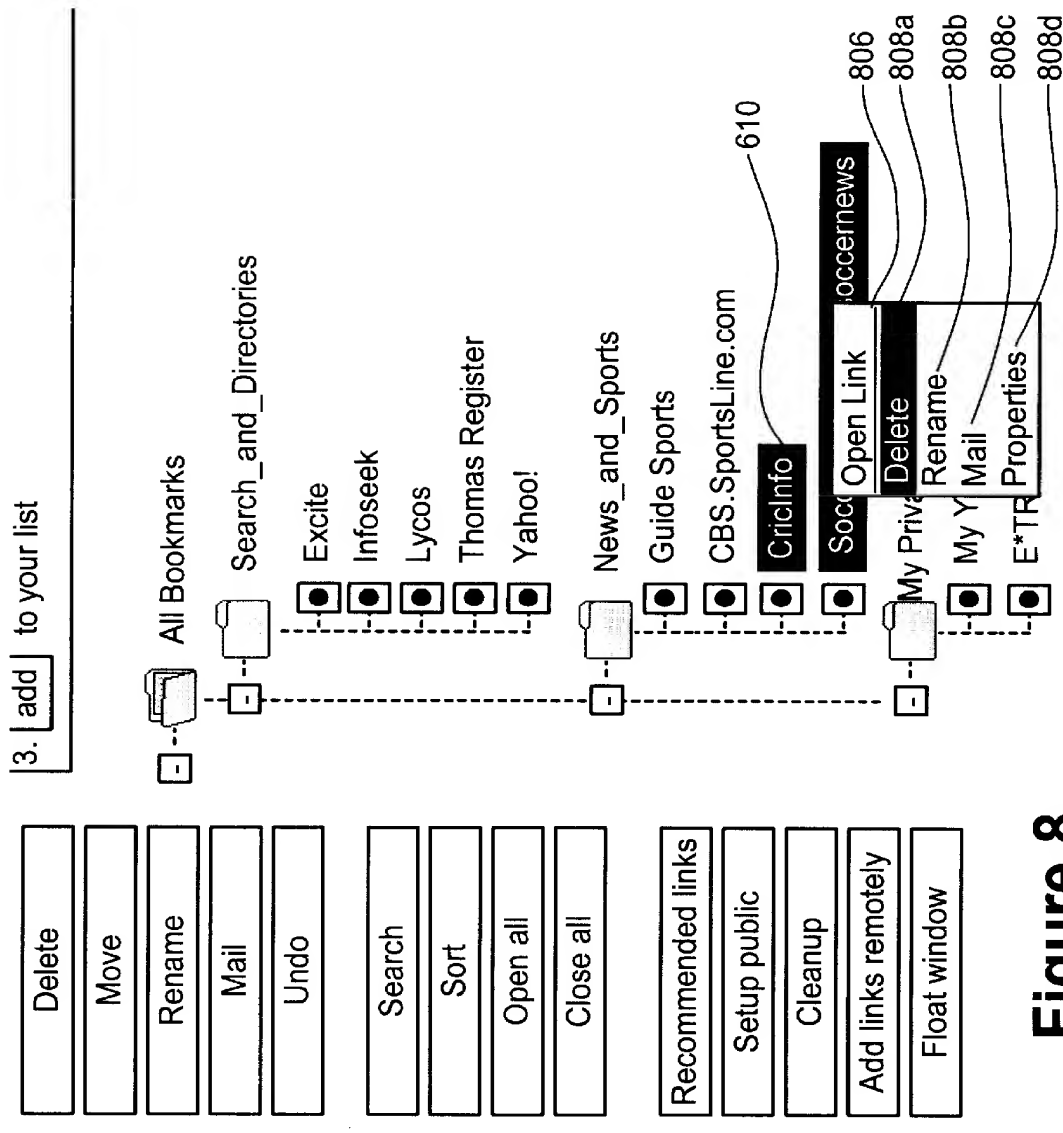 3. add to your list
Delete
Move
Rename
Mail
Undo
Search
Sort
Open all
Close all
Recommended links
Setup public
Cleanup
Add links remotely
Float window
- All Bookmarks
- Search_and_Directories
Excite
Infoseek
Lycos
Thomas Register
Yahoo!
- News_and_Sports
Guide Sports
CBS.SportsLine.com
CricInfo
Socc occernews
- My Priva
My Y
E*TR
Open Link
Delete
Rename
Mail
Properties
610
806
808a
808b
808c
808d
Figure 8